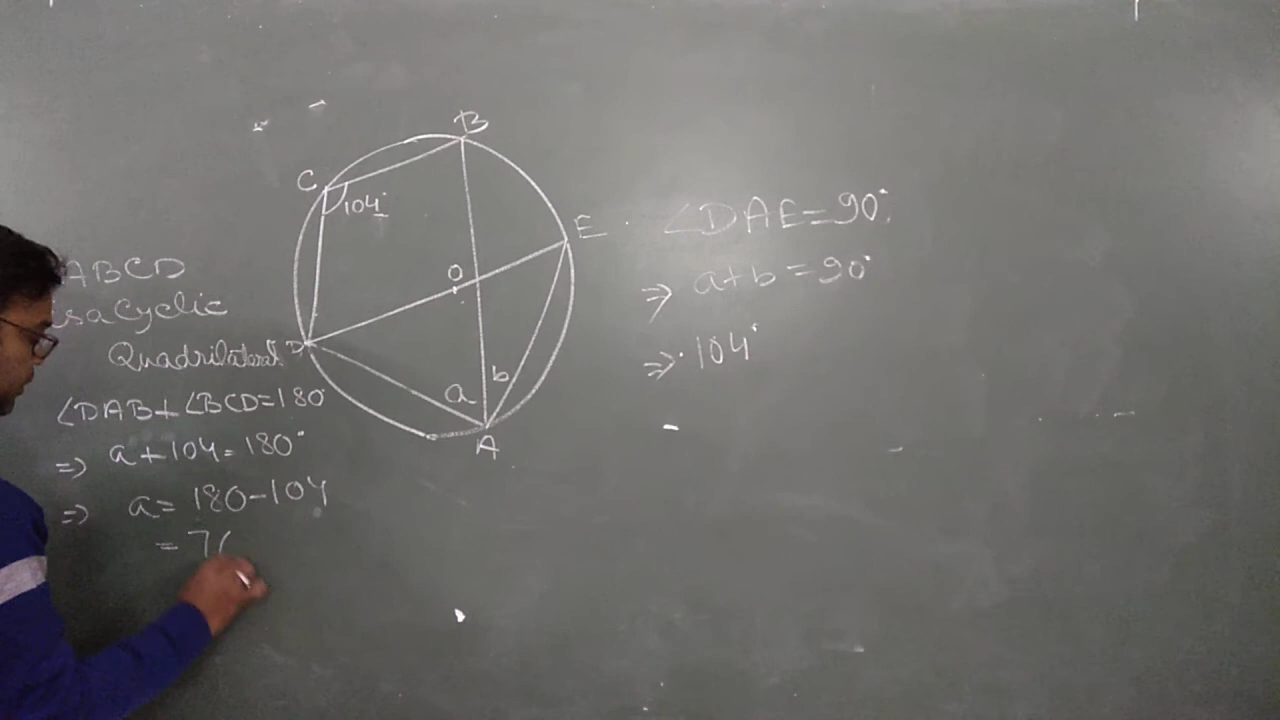 B
C
104°
E
∠DAE=90°
O
a+b=90°
⇒
⇒ 104°
ABCD
is a Cyclic
Quadrilateral
D
b
a
A
∠DAB+∠BCD=180°
⇒ a+104=180°
⇒ a=180-104
=7